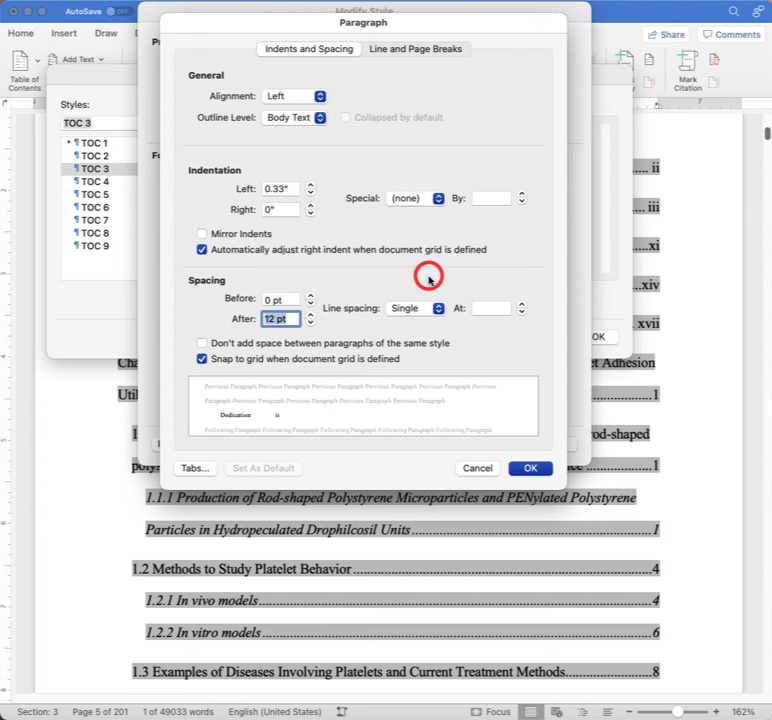 AutoSave OFF
Modify Style
Home Insert Draw
Share Comments
Paragraph
Indents and Spacing Line and Page Breaks
Table of
Contents
Add Text
Mark
Citation
General
Alignment: Left
Outline Level: Body Text Collapsed by default
Styles:
TOC 3
TOC 1
TOC 2
TOC 3
TOC 4
TOC 5
TOC 6
TOC 7
TOC 8
TOC 9
Indentation
Left: 0.33"
Right: 0"
Special: (none) By:
Mirror Indents
Automatically adjust right indent when document grid is defined
Spacing
Before: 0 pt
After: 12 pt
Line spacing: Single At:
Don't add space between paragraphs of the same style
Snap to grid when document grid is defined
Previous Paragraph Previous Paragraph Previous Paragraph Previous Paragraph Previous Paragraph Previous
Paragraph Previous Paragraph Previous Paragraph Previous Paragraph Previous Paragraph
Dedication ii
Following Paragraph Following Paragraph Following Paragraph Following Paragraph Following Paragraph
Tabs... Set As Default Cancel OK
OK
ii
iii
xi
xiv
xvii
Adhesion
1
rod-shaped
1
1.1.1 Production of Rod-shaped Polystyrene Microparticles and PENylated Polystyrene
Particles in Hydropeculated Drophilcosil Units 1
1.2 Methods to Study Platelet Behavior 4
1.2.1 In vivo models 4
1.2.2 In vitro models 6
1.3 Examples of Diseases Involving Platelets and Current Treatment Methods 8
Section: 3 Page 5 of 201 1 of 49033 words English (United States) Focus 162%